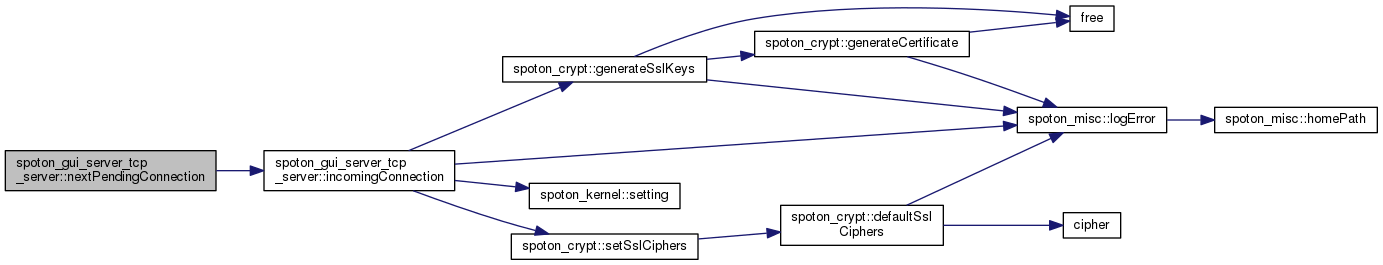 spoton_gui_server_tcp
_server::nextPendingConnection
spoton_gui_server_tcp
_server::incomingConnection
spoton_crypt::generateSslKeys
spoton_kernel::setting
spoton_crypt::setSslCiphers
spoton_crypt::generateCertificate
spoton_crypt::defaultSsl
Ciphers
free
spoton_misc::logError
cipher
spoton_misc::homePath